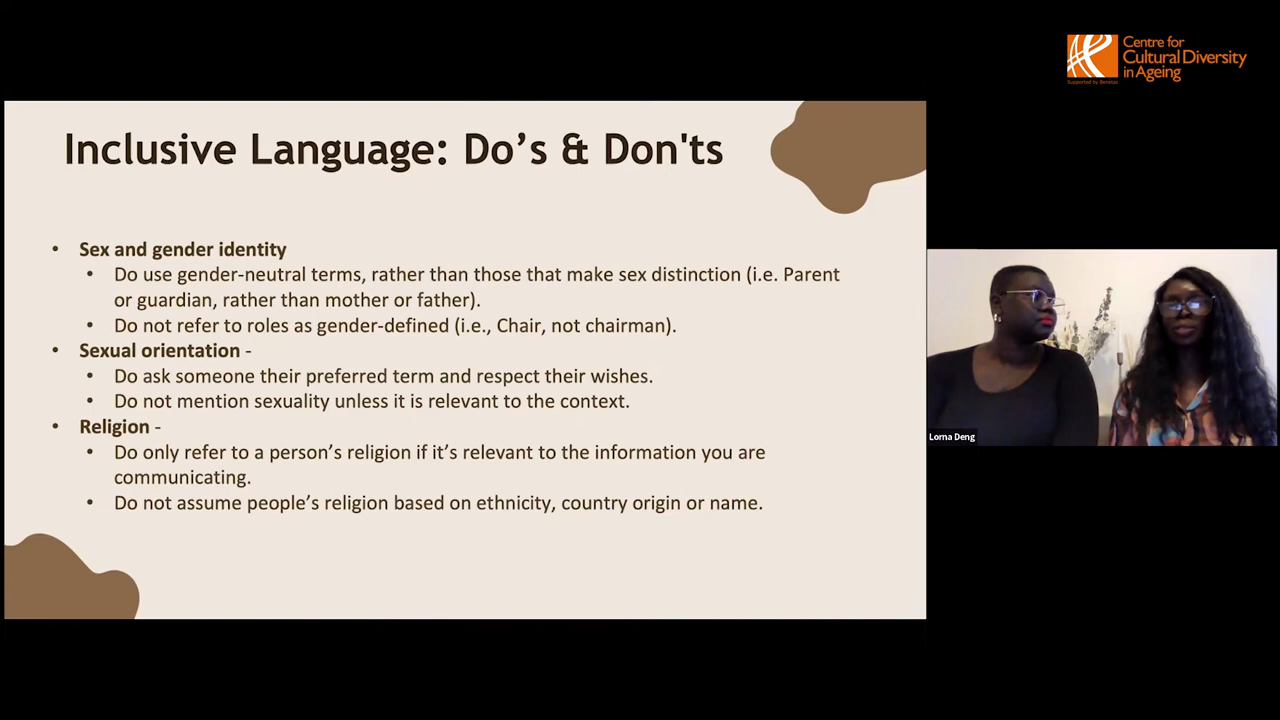 Centre for
Cultural Diversity
in Ageing
Supported by Benetas
Inclusive Language: Do’s & Don'ts
• Sex and gender identity
• Do use gender-neutral terms, rather than those that make sex distinction (i.e. Parent
or guardian, rather than mother or father).
• Do not refer to roles as gender-defined (i.e., Chair, not chairman).
• Sexual orientation -
• Do ask someone their preferred term and respect their wishes.
• Do not mention sexuality unless it is relevant to the context.
• Religion -
• Do only refer to a person’s religion if it’s relevant to the information you are
communicating.
• Do not assume people’s religion based on ethnicity, country origin or name.
Lorna Deng